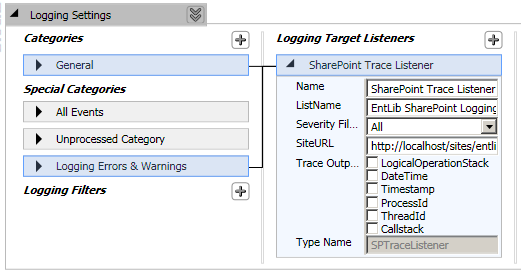 Logging Settings
Categories
General
Special Categories
All Events
Unprocessed Category
Logging Errors & Warnings
Logging Filters
Logging Target Listeners
SharePoint Trace Listener
Name SharePoint Trace Listener
ListName EntLib SharePoint Logging
Severity Fil... All
SiteURL http://localhost/sites/entli
Trace Outp... LogicalOperationStack
DateTime
Timestamp
ProcessId
ThreadId
Callstack
Type Name SPTraceListener